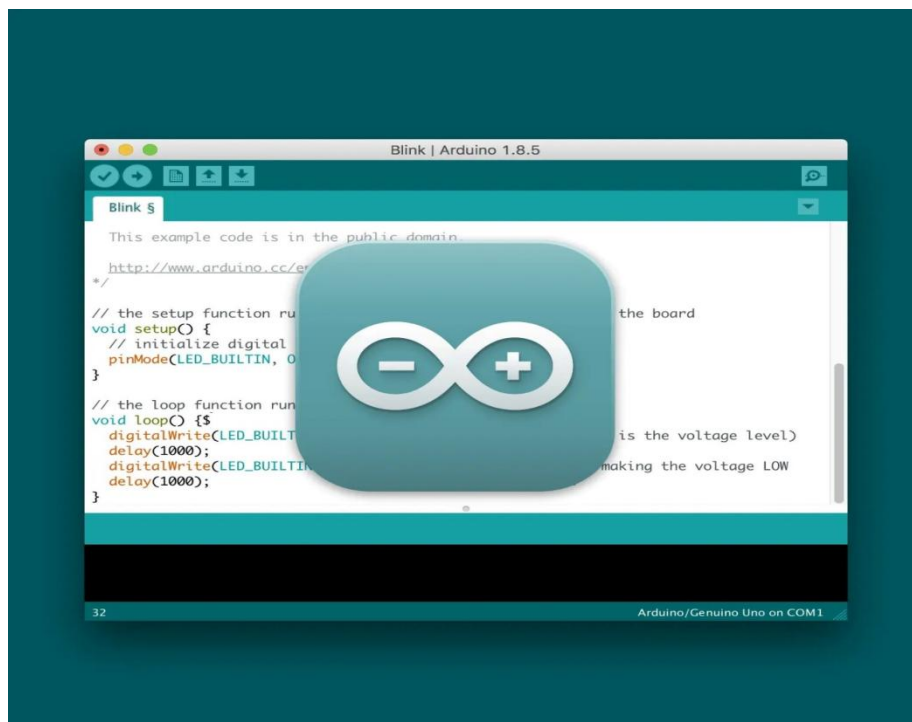 Blink | Arduino 1.8.5
Blink §
This example code is in the public domain.
http://www.arduino.cc/
*/
// the setup function the board
void setup() {
// initialize digital
pinMode(LED_BUILTIN,
}
// the loop function run
void loop() {$
digitalWrite( is the voltage level)
delay(1000);
digitalWrite(LED_BUILTIN making the voltage LOW
delay(1000);
}
32
Arduino/Genuino Uno on COM1